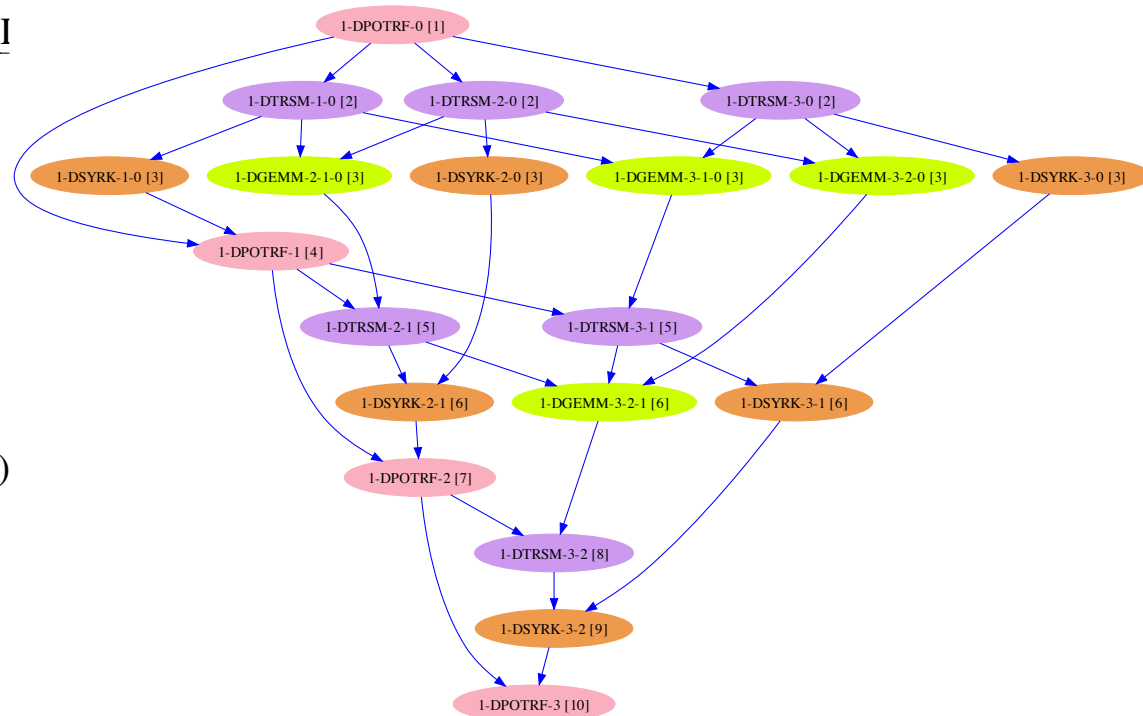 1-DPOTRF-0 [1]
I
1-DTRSM-1-0 [2] 1-DTRSM-2-0 [2] 1-DTRSM-3-0 [2]
1-DSYRK-1-0 [3] 1-DGEMM-2-1-0 [3] 1-DSYRK-2-0 [3] 1-DGEMM-3-1-0 [3] 1-DGEMM-3-2-0 [3] 1-DSYRK-3-0 [3]
1-DPOTRF-1 [4]
1-DTRSM-2-1 [5] 1-DTRSM-3-1 [5]
1-DSYRK-2-1 [6] 1-DGEMM-3-2-1 [6] 1-DSYRK-3-1 [6]
)
1-DPOTRF-2 [7]
1-DTRSM-3-2 [8]
1-DSYRK-3-2 [9]
1-DPOTRF-3 [10]